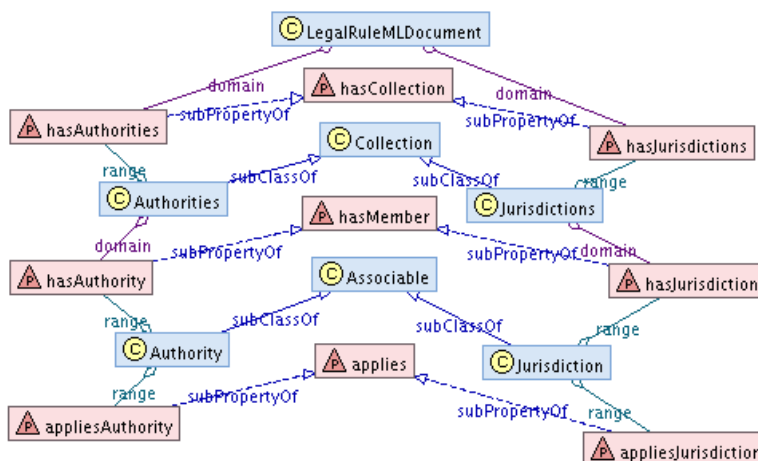 C LegalRuleMLDocument
domain
domain
P hasCollection
P hasAuthorities
subPropertyOf
subPropertyOf
P hasJurisdictions
C Collection
range
subClassOf
subClassOf
range
C Authorities
C Jurisdictions
P hasMember
domain
subPropertyOf
subPropertyOf
domain
P hasAuthority
C Associable
P hasJurisdiction
range
subClassOf
subClassOf
range
C Authority
P applies
C Jurisdiction
range
subPropertyOf
subPropertyOf
range
P appliesAuthority
P appliesJurisdiction